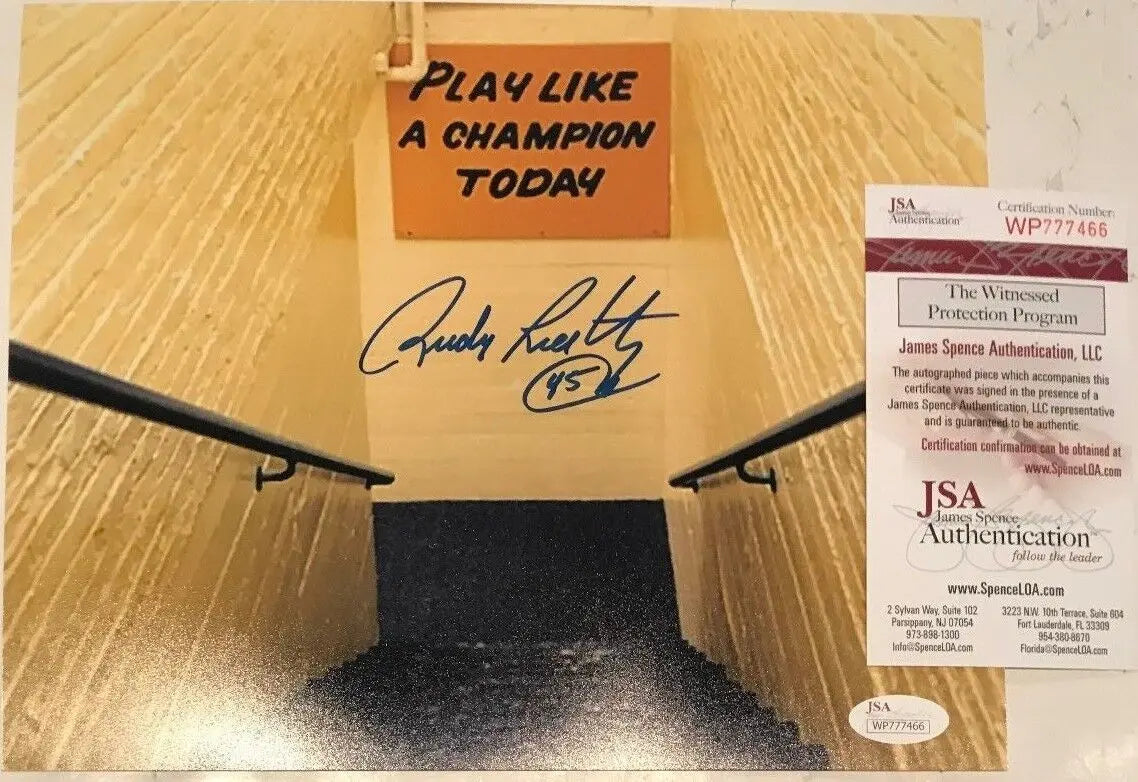 PLAY LIKE
A CHAMPION
TODAY
Rudy Ruettiger
45
JSA
James Spence
Authentication
Certification Number:
WP777466
The Witnessed
Protection Program
James Spence Authentication, LLC
The autographed piece which accompanies this
certificate was signed in the presence of a
James Spence Authentication, LLC representative
and is guaranteed to be authentic.
Certification confirmation can be obtained at
www.SpenceLOA.com
JSA
James Spence
Authentication
follow the leader
www.SpenceLOA.com
2 Sylvan Way, Suite 102
Parsippany, NJ 07054
973-898-1300
Info@SpenceLOA.com
3223 N.W. 10th Terrace, Suite 604
Fort Lauderdale, FL 33309
954-380-8870
Florida@SpenceLOA.com
JSA
WP777466